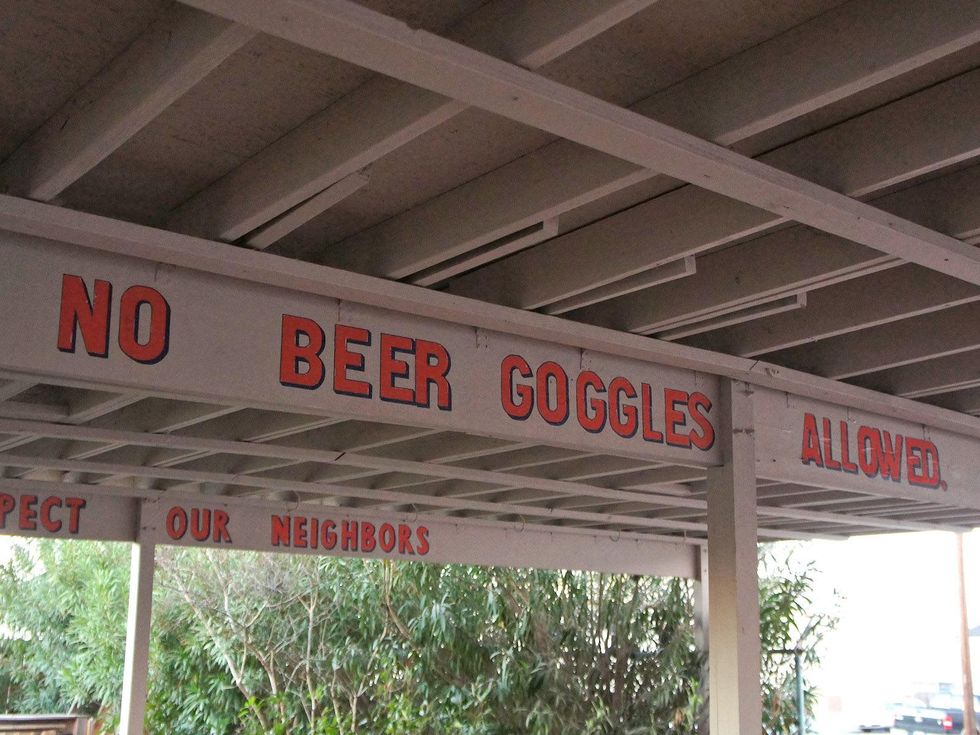 NO BEER GOGGLES ALLOWED.
PECT OUR NEIGHBORS